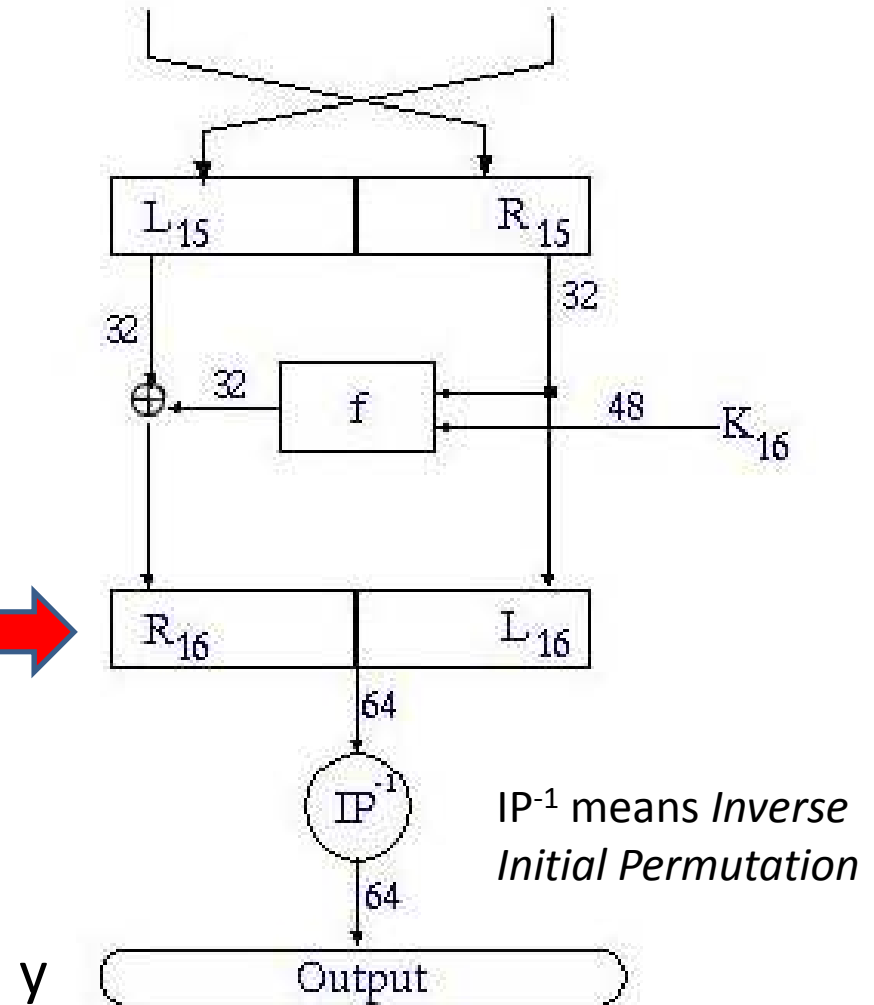 L15 R15
32
32
32 f 48 K16
R16 L16
64
IP-1
IP-1 means Inverse
Initial Permutation
64
y Output